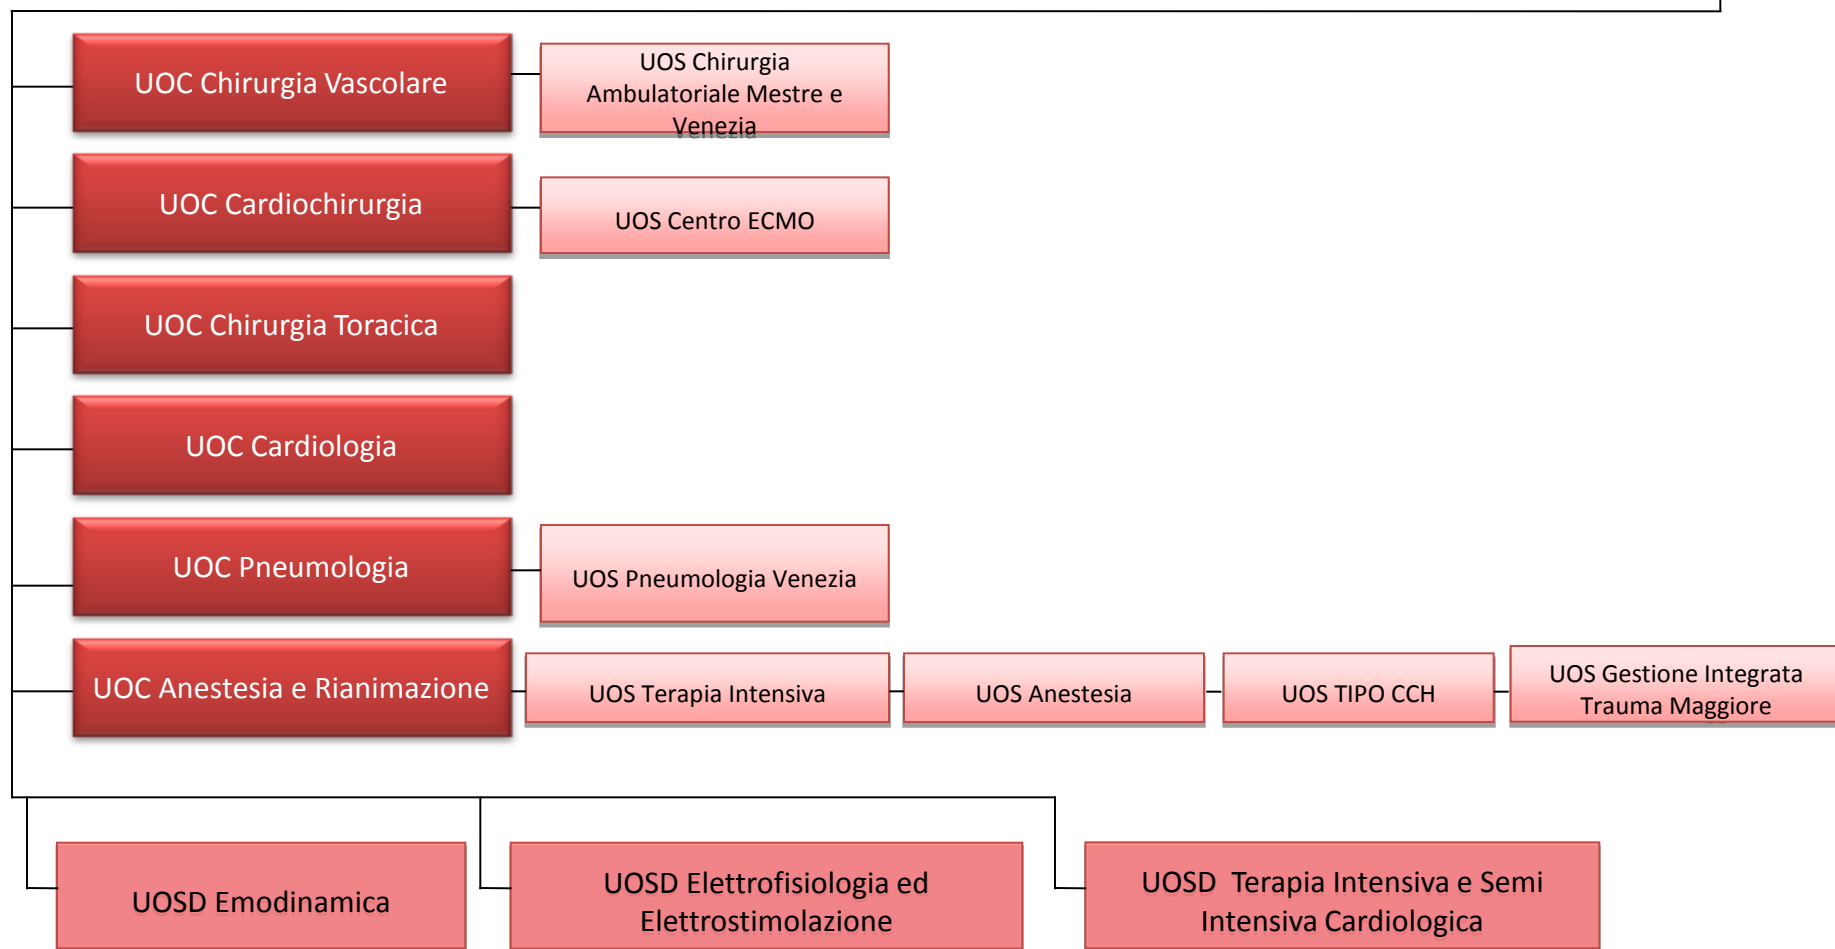 UOC Chirurgia Vascolare
UOS Chirurgia
Ambulatoriale Mestre e
Venezia
UOC Cardiochirurgia
UOS Centro ECMO
UOC Chirurgia Toracica
UOC Cardiologia
UOC Pneumologia
UOS Pneumologia Venezia
UOC Anestesia e Rianimazione
UOS Terapia Intensiva
UOS Anestesia
UOS TIPO CCH
UOS Gestione Integrata
Trauma Maggiore
UOSD Emodinamica
UOSD Elettrofisiologia ed
Elettrostimolazione
UOSD Terapia Intensiva e Semi
Intensiva Cardiologica